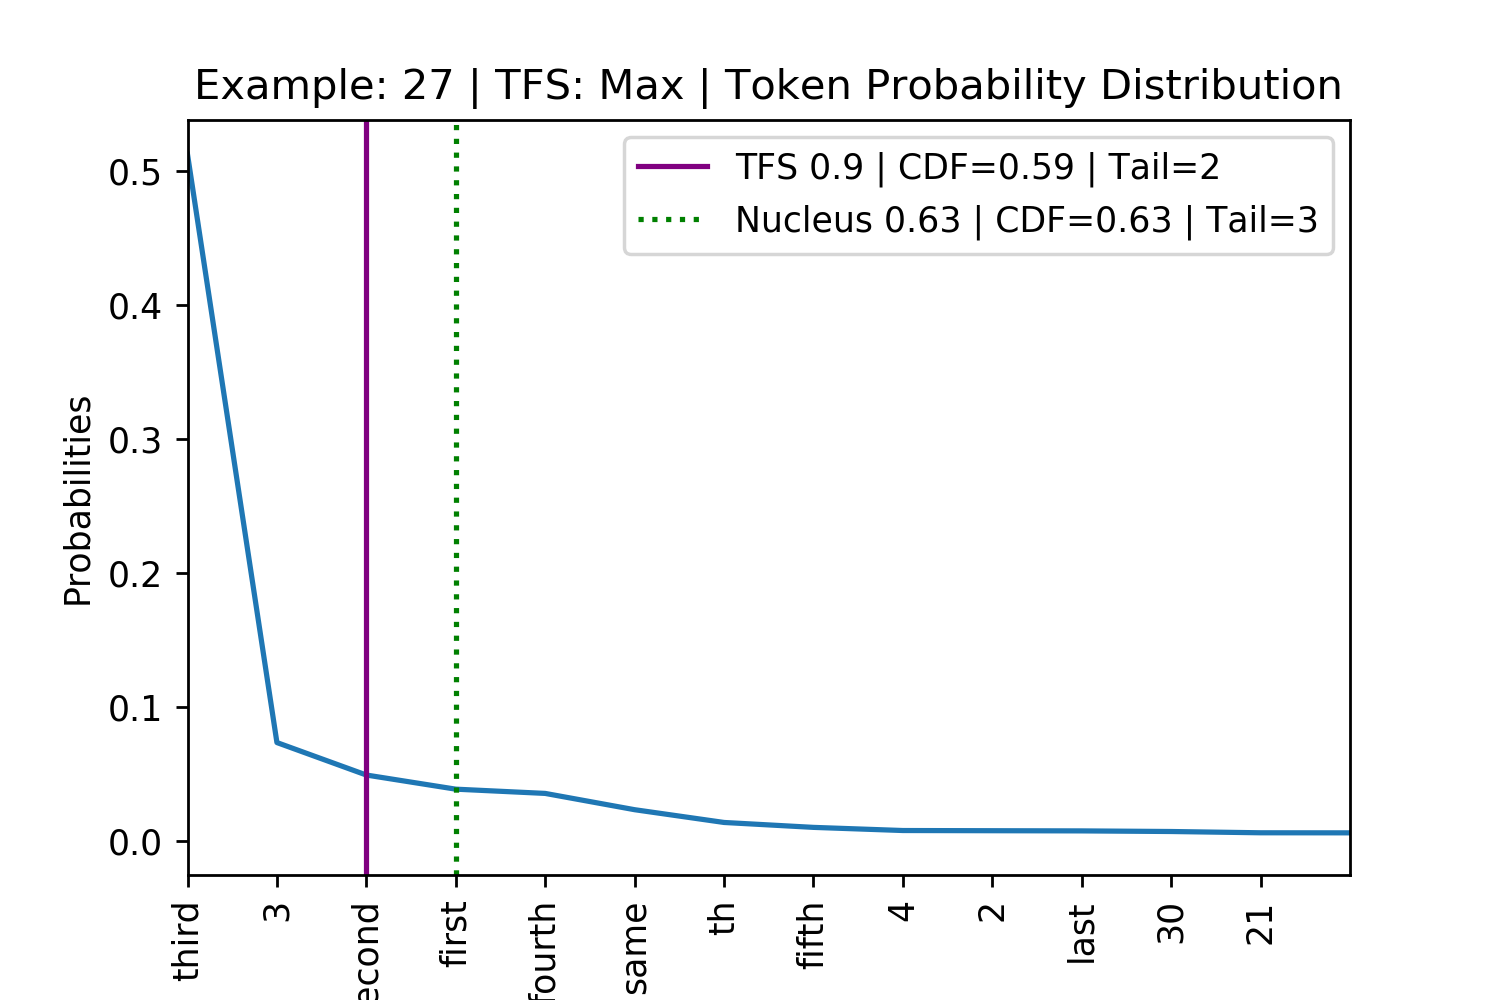 Example: 27 | TFS: Max | Token Probability Distribution
TFS 0.9 | CDF=0.59 | Tail=2
Nucleus 0.63 | CDF=0.63 | Tail=3
Probabilities
0.5
0.4
0.3
0.2
0.1
0.0
third
3
econd
first
fourth
same
th
fifth
4
2
last
30
21